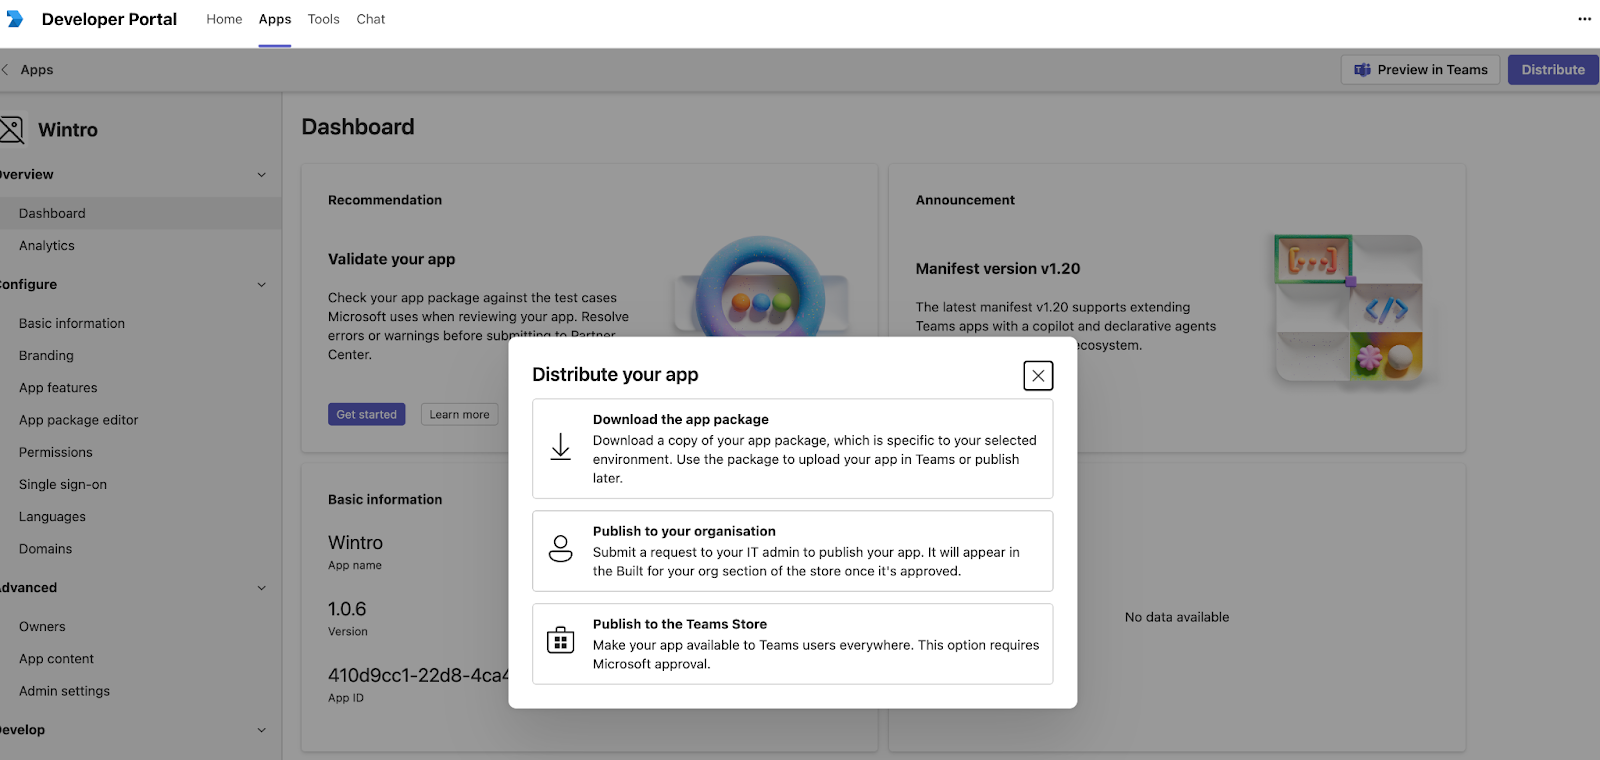 Developer Portal
Home
Apps
Tools
Chat
Apps
Preview in Teams
Distribute
Wintro
Overview
Dashboard
Analytics
Configure
Basic information
Branding
App features
App package editor
Permissions
Single sign-on
Languages
Domains
Advanced
Owners
App content
Admin settings
Develop
Dashboard
Recommendation
Validate your app
Check your app package against the test cases
Microsoft uses when reviewing your app. Resolve
errors or warnings before submitting to Partner
Center.
Get started
Learn more
Announcement
Manifest version v1.20
The latest manifest v1.20 supports extending
Teams apps with a copilot and declarative agents
ecosystem.
Basic information
Wintro
App name
1.0.6
Version
410d9cc1-22d8-4ca4
App ID
No data available
Distribute your app
Download the app package
Download a copy of your app package, which is specific to your selected
environment. Use the package to upload your app in Teams or publish
later.
Publish to your organisation
Submit a request to your IT admin to publish your app. It will appear in
the Built for your org section of the store once it's approved.
Publish to the Teams Store
Make your app available to Teams users everywhere. This option requires
Microsoft approval.